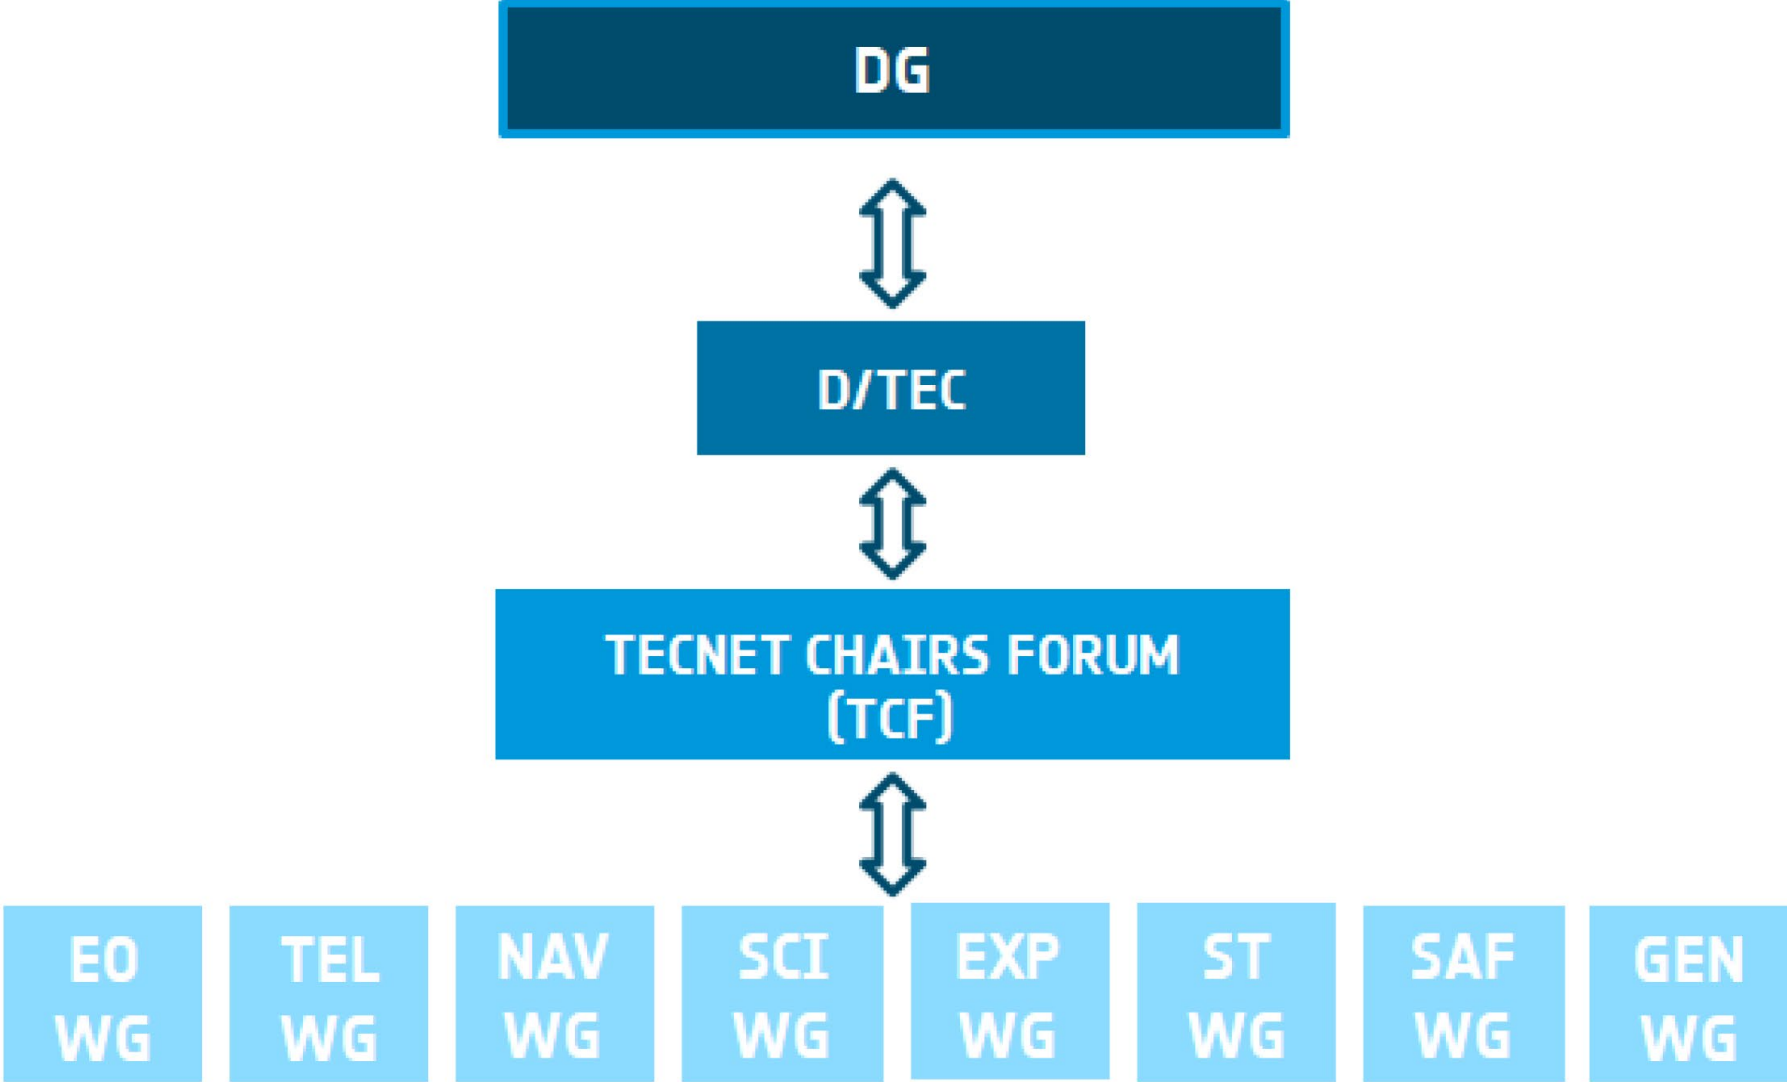 DG
D/TEC
TECNET CHAIRS FORUM
(TCF)
EO
WG
TEL
WG
NAV
WG
SCI
WG
EXP
WG
ST
WG
SAF
WG
GEN
WG